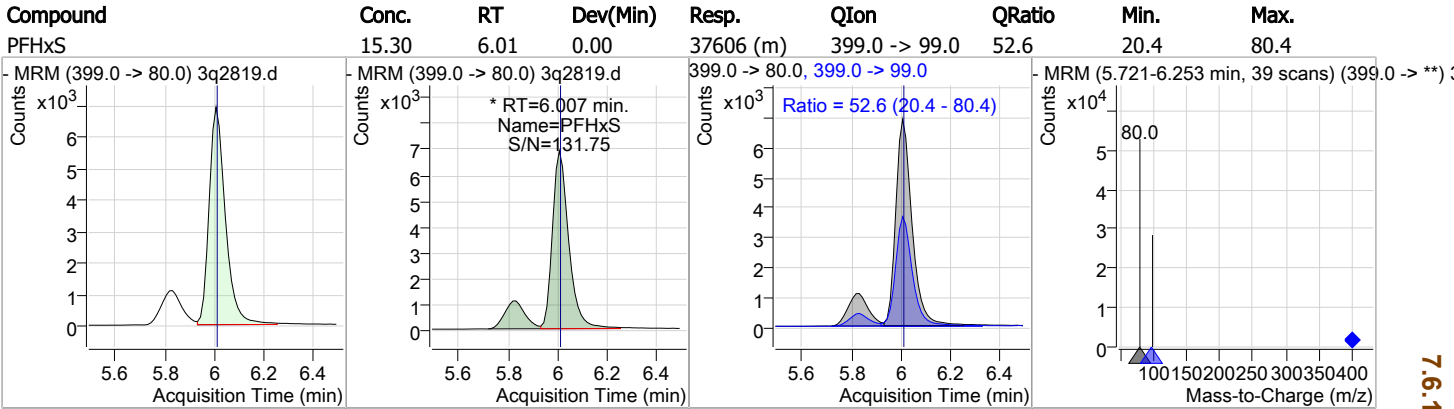 Compound Conc. RT Dev(Min) Resp. QIon QRatio Min. Max.
PFHxS 15.30 6.01 0.00 37606 (m) 399.0 -> 99.0 52.6 20.4 80.4
- MRM (399.0 -> 80.0) 3q2819.d
Counts
x10³
6
5
4
3
2
1
0
5.6 5.8 6 6.2 6.4
Acquisition Time (min)
- MRM (399.0 -> 80.0) 3q2819.d
Counts
x10³
* RT=6.007 min.
Name=PFHxS
S/N=131.75
7
6
5
4
3
2
1
0
5.6 5.8 6 6.2 6.4
Acquisition Time (min)
399.0 -> 80.0, 399.0 -> 99.0
Counts
x10³
Ratio = 52.6 (20.4 - 80.4)
6
5
4
3
2
1
0
5.6 5.8 6 6.2 6.4
Acquisition Time (min)
- MRM (5.721-6.253 min, 39 scans) (399.0 -> **) 3
Counts
x10⁴
80.0
5
4
3
2
1
0
100 150 200 250 300 350 400
Mass-to-Charge (m/z)
7.6.1